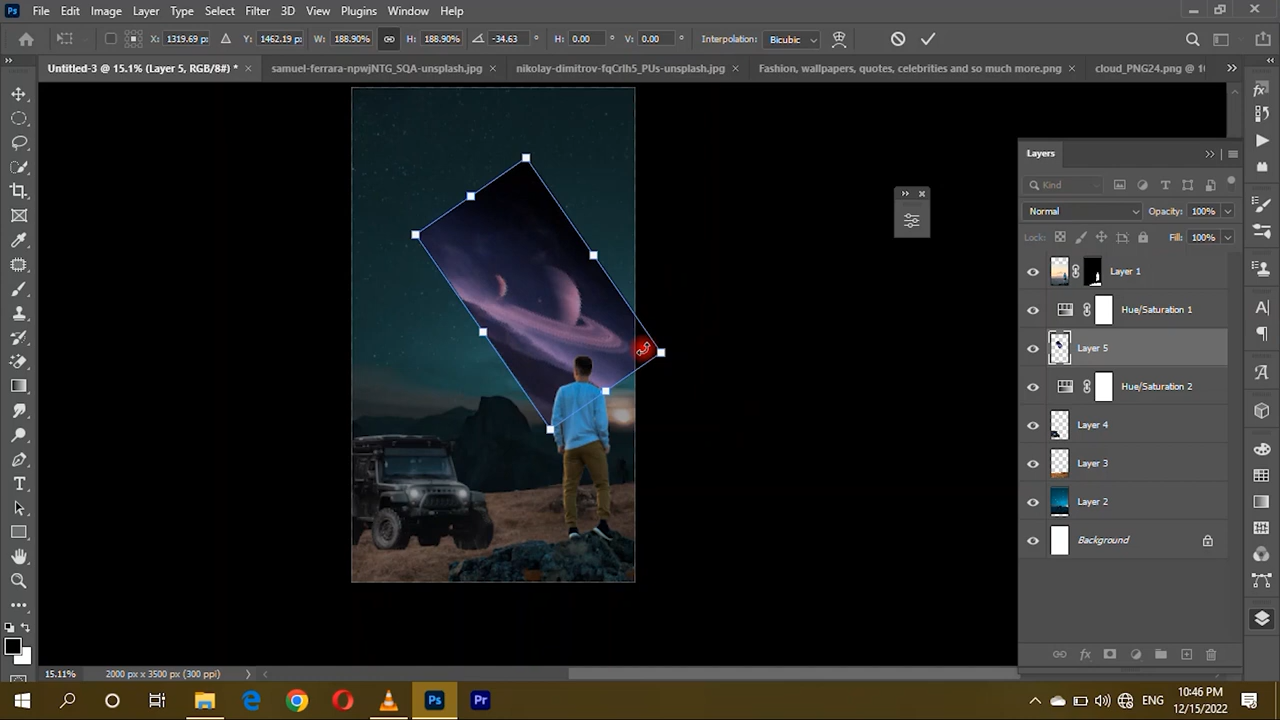 Ps File Edit Image Layer Type Select Filter 3D View Plugins Window Help
X: 1319.69 px Y: 1462.19 px W: 188.90% H: 188.90% -34.63 ° H: 0.00 ° V: 0.00 ° Interpolation: Bicubic
Untitled-3 @ 15.1% (Layer 5, RGB/8#) * × samuel-ferrara-npwjNTG_SQA-unsplash.jpg × nikolay-dimitrov-fqCrIh5_PUs-unsplash.jpg × Fashion, wallpapers, quotes, celebrities and so much more.png × cloud_PNG24.png @ 10
Layers
Kind
Normal Opacity: 100%
Lock: Fill: 100%
Layer 1
Hue/Saturation 1
Layer 5
Hue/Saturation 2
Layer 4
Layer 3
Layer 2
Background
15.11% 2000 px x 3500 px (300 ppi)
Ps Pr ENG 10:46 PM
12/15/2022